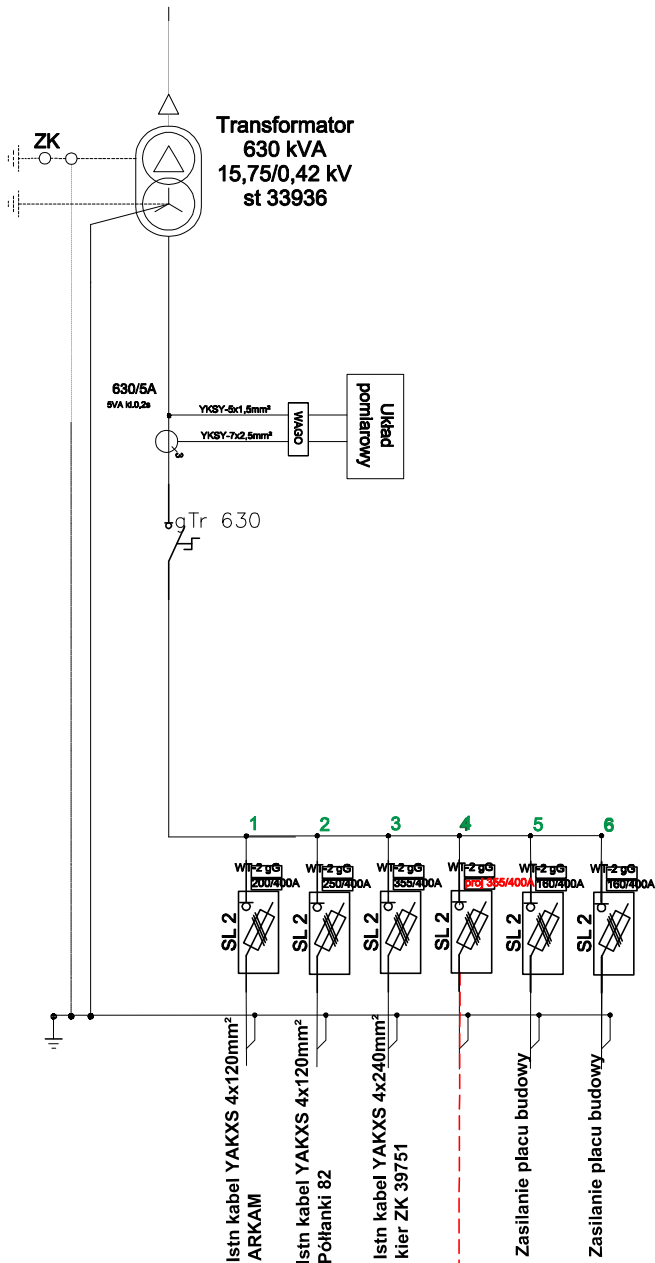 ZK
Transformator
630 kVA
15,75/0,42 kV
st 33936
630/5A
5VA kl.0,2s
YKSY-5x1,5mm²
YKSY-7x2,5mm²
3
WAGO
Układ
pomiarowy
gTr 630
1
2
3
4
5
6
WT-2 gG
200/400A
SL 2
WT-2 gG
250/400A
SL 2
WT-2 gG
355/400A
SL 2
WT-2 gG
proj 355/400A
SL 2
WT-2 gG
160/400A
SL 2
WT-2 gG
160/400A
SL 2
Istn kabel YAKXS 4x120mm²
ARKAM
Istn kabel YAKXS 4x120mm²
Półłanki 82
Istn kabel YAKXS 4x240mm²
kier ZK 39751
Zasilanie placu budowy
Zasilanie placu budowy